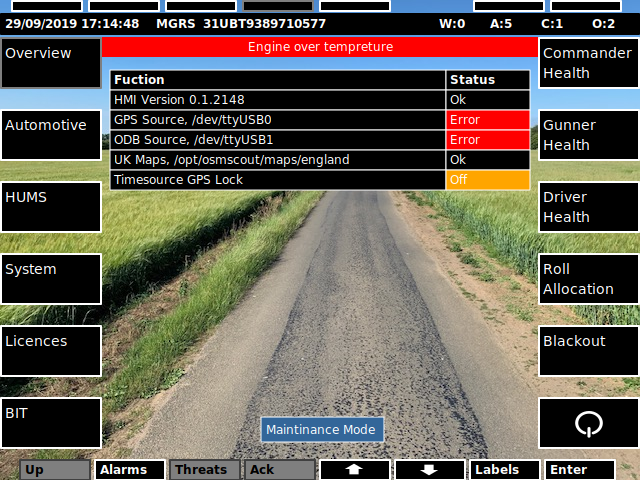 29/09/2019 17:14:48 MGRS 31UBT9389710577 W:0 A:5 C:1 O:2
Engine over tempreture
Overview
Automotive
HUMS
System
Licences
BIT
Fuction Status
HMI Version 0.1.2148 Ok
GPS Source, /dev/ttyUSB0 Error
ODB Source, /dev/ttyUSB1 Error
UK Maps, /opt/osmscout/maps/england Ok
Timesource GPS Lock Off
Commander
Health
Gunner
Health
Driver
Health
Roll
Allocation
Blackout
Maintinance Mode
Up Alarms Threats Ack Labels Enter